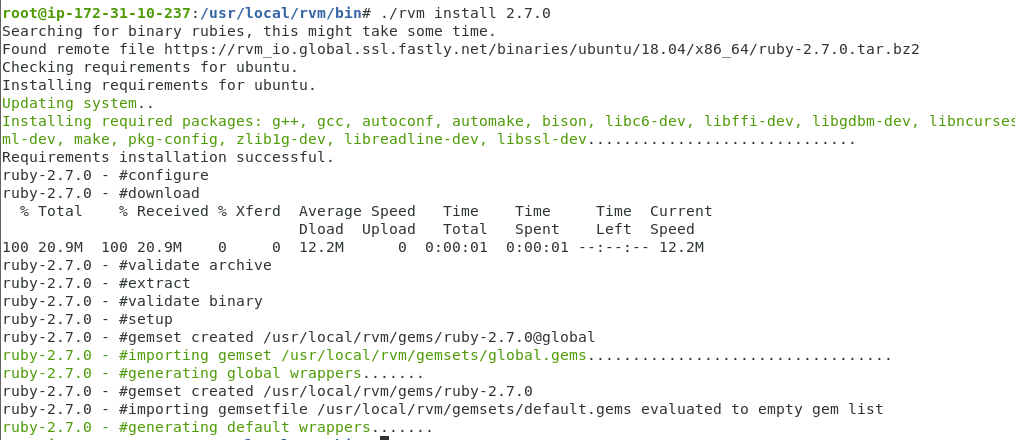 root@ip-172-31-10-237:/usr/local/rvm/bin# ./rvm install 2.7.0
Searching for binary rubies, this might take some time.
Found remote file https://rvm_io.global.ssl.fastly.net/binaries/ubuntu/18.04/x86_64/ruby-2.7.0.tar.bz2
Checking requirements for ubuntu.
Installing requirements for ubuntu.
Updating system..
Installing required packages: g++, gcc, autoconf, automake, bison, libc6-dev, libffi-dev, libgdbm-dev, libncurses
ml-dev, make, pkg-config, zlib1g-dev, libreadline-dev, libssl-dev..............................
Requirements installation successful.
ruby-2.7.0 - #configure
ruby-2.7.0 - #download
  % Total    % Received % Xferd  Average Speed   Time    Time     Time  Current
                                 Dload  Upload   Total   Spent    Left  Speed
100 20.9M  100 20.9M    0     0  12.2M      0  0:00:01  0:00:01 --:--:-- 12.2M
ruby-2.7.0 - #validate archive
ruby-2.7.0 - #extract
ruby-2.7.0 - #validate binary
ruby-2.7.0 - #setup
ruby-2.7.0 - #gemset created /usr/local/rvm/gems/ruby-2.7.0@global
ruby-2.7.0 - #importing gemset /usr/local/rvm/gemsets/global.gems..................................
ruby-2.7.0 - #generating global wrappers.......
ruby-2.7.0 - #gemset created /usr/local/rvm/gems/ruby-2.7.0
ruby-2.7.0 - #importing gemsetfile /usr/local/rvm/gemsets/default.gems evaluated to empty gem list
ruby-2.7.0 - #generating default wrappers.......